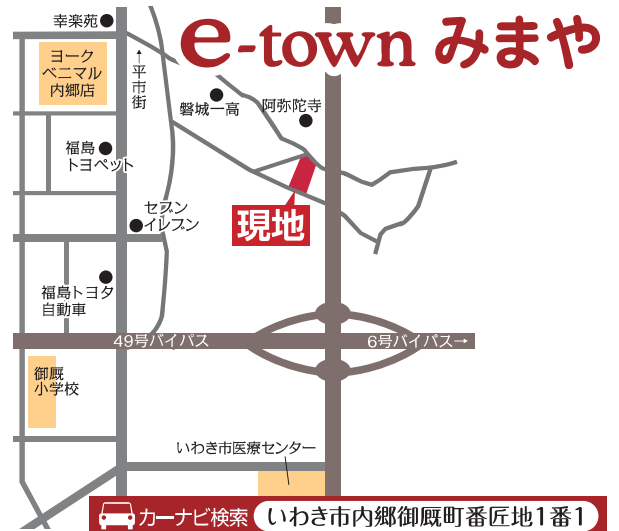 e-town みまや
幸楽苑
ヨーク
ベニマル
内郷店
←平市街
磐城一高
阿弥陀寺
福島
トヨペット
セブン
イレブン
現地
福島トヨタ
自動車
49号バイパス
6号バイパス→
御厩
小学校
いわき市医療センター
カーナビ検索
いわき市内郷御厩町番匠地1番1